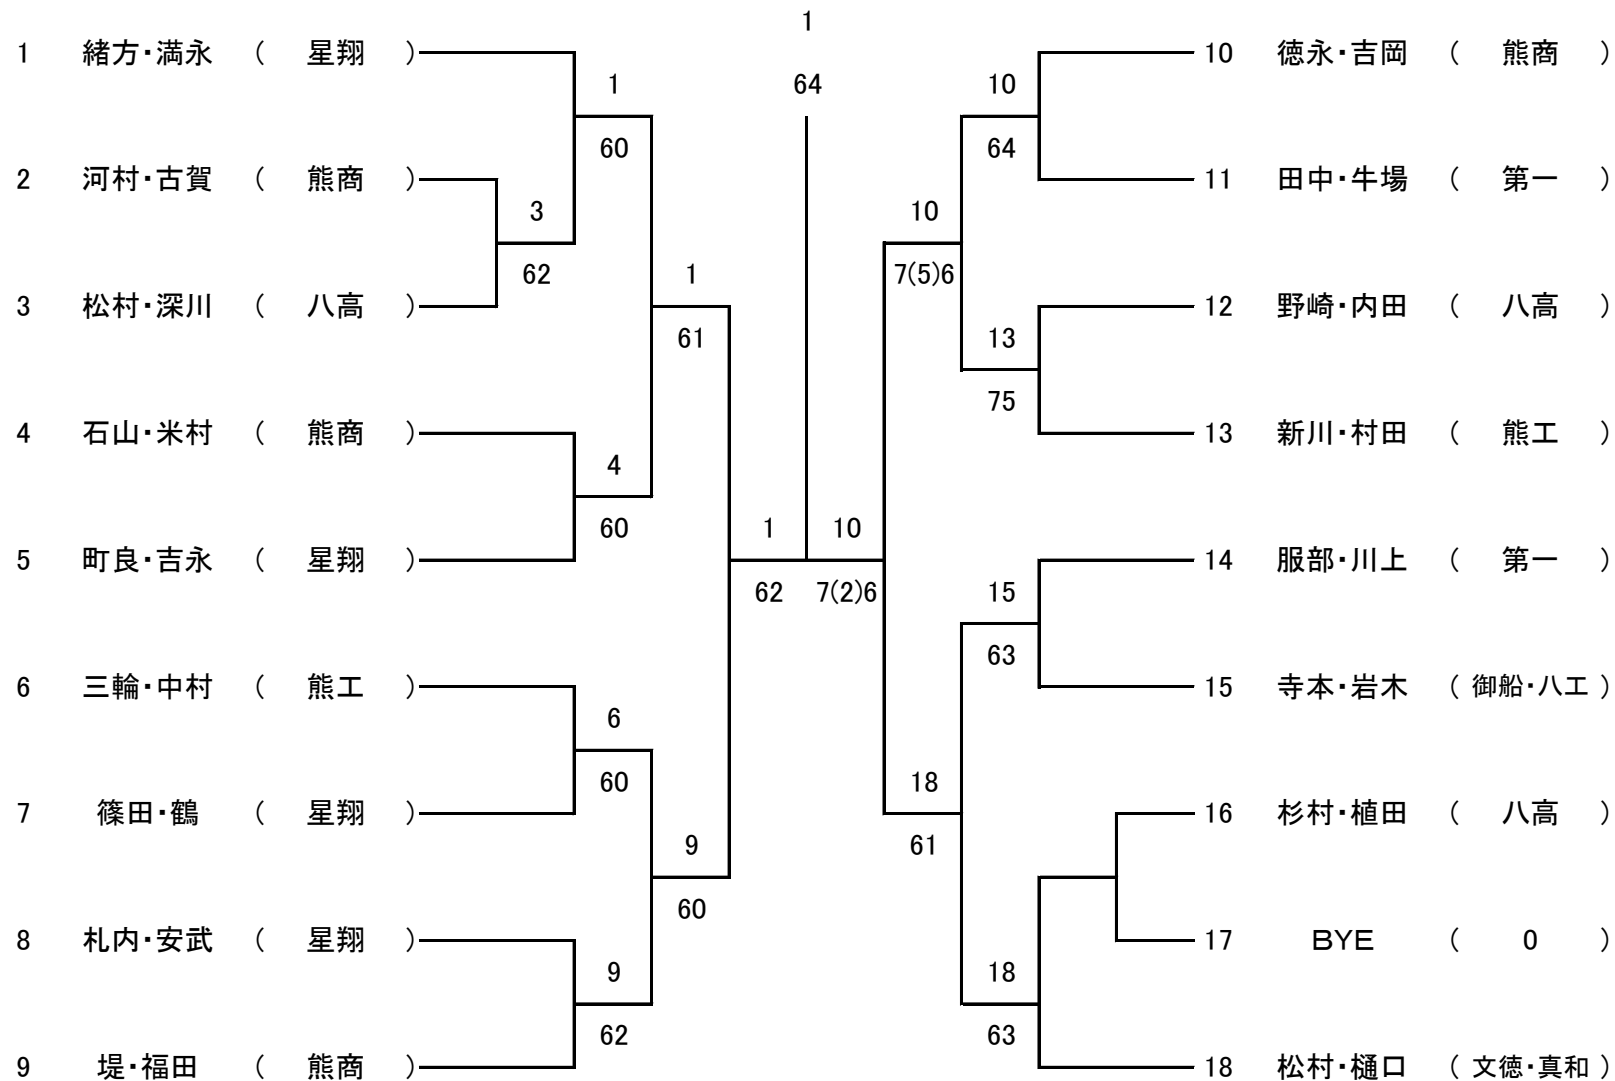 1
1 緒方・満永 ( 星翔 )
10 徳永・吉岡 ( 熊商 )
1
64
10
60
64
2 河村・古賀 ( 熊商 )
11 田中・牛場 ( 第一 )
3
10
62
1
7(5)6
3 松村・深川 ( 八高 )
12 野崎・内田 ( 八高 )
61
13
75
4 石山・米村 ( 熊商 )
13 新川・村田 ( 熊工 )
4
60
1
10
5 町良・吉永 ( 星翔 )
14 服部・川上 ( 第一 )
62
7(2)6
15
63
6 三輪・中村 ( 熊工 )
15 寺本・岩木 ( 御船・八工 )
6
60
18
7 篠田・鶴 ( 星翔 )
16 杉村・植田 ( 八高 )
9
61
60
8 札内・安武 ( 星翔 )
17 BYE ( 0 )
9
18
62
63
9 堤・福田 ( 熊商 )
18 松村・樋口 ( 文徳・真和 )